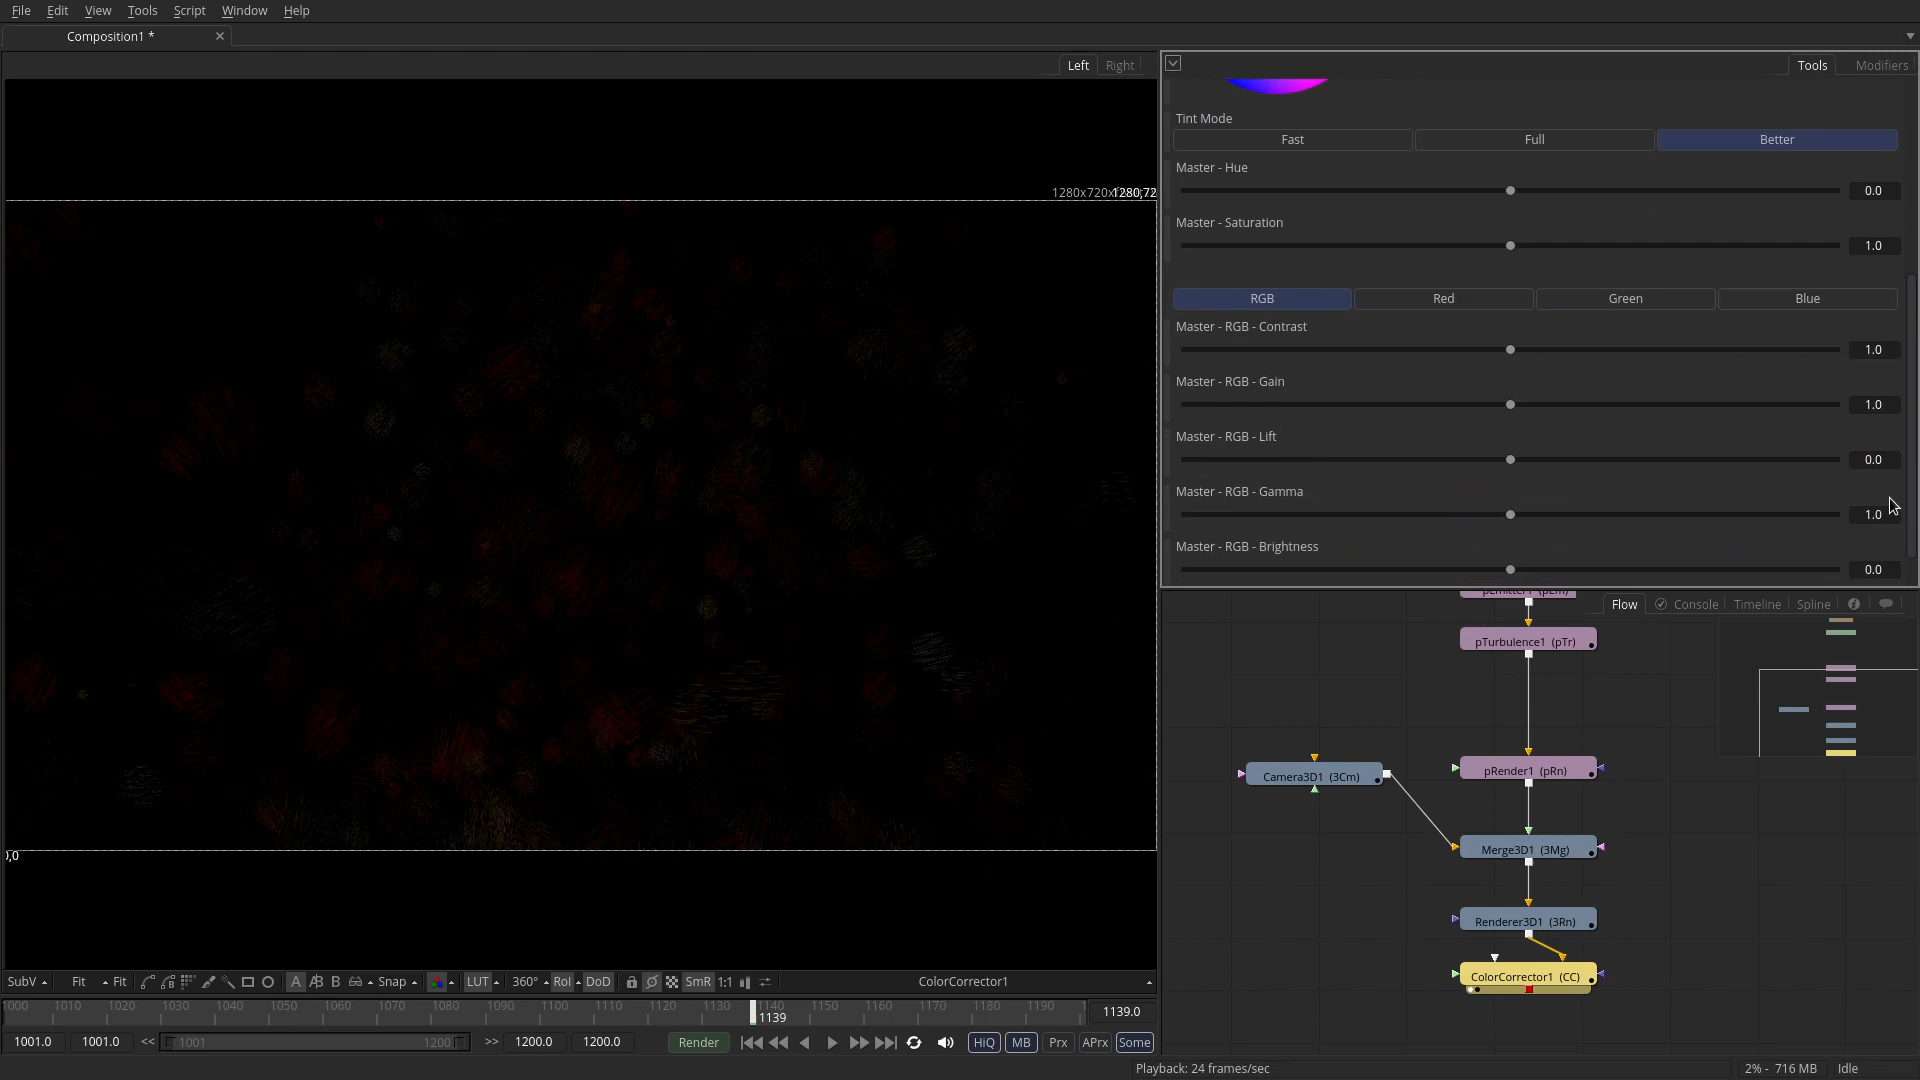 File Edit View Tools Script Window Help
Composition1 *
Left Right
Tools Modifiers
Tint Mode
Fast Full Better
Master - Hue
0.0
Master - Saturation
1.0
RGB Red Green Blue
Master - RGB - Contrast
1.0
Master - RGB - Gain
1.0
Master - RGB - Lift
0.0
Master - RGB - Gamma
1.0
Master - RGB - Brightness
0.0
1280x720x 1280,72
0,0
Flow Console Timeline Spline
pEmitter1 (pEm)
pTurbulence1 (pTr)
Camera3D1 (3Cm)
pRender1 (pRn)
Merge3D1 (3Mg)
Renderer3D1 (3Rn)
ColorCorrector1 (CC)
SubV Fit Fit A A B Snap LUT 360° RoI DoD SmR 1:1 ColorCorrector1
1000 1010 1020 1030 1040 1050 1060 1070 1080 1090 1100 1110 1120 1130 1140 1150 1160 1170 1180 1190
1139
1139.0
1001.0 1001.0 << 1001 1200 >> 1200.0 1200.0 Render HiQ MB Prx APrx Some
Playback: 24 frames/sec 2% - 716 MB Idle